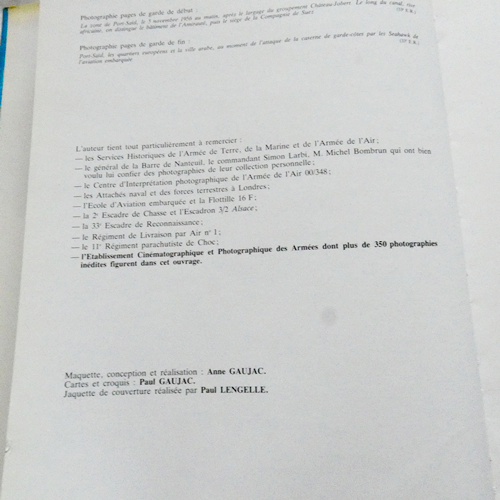 Photographie pages de garde de début :
La zone de Port-Saïd, le 5 novembre 1956 au matin, après le largage du groupement Château-Jobert. Le long du canal, rive
africaine, on distingue le bâtiment de l'Amirauté, puis le siège de la Compagnie de Suez.
Photographie pages de garde de fin :
Port-Saïd, les quartiers européens et la ville arabe, au moment de l'attaque de la caserne de garde-côtes par les Seahawk de
l'aviation embarquée
L'auteur tient tout particulièrement à remercier :
— les Services Historiques de l'Armée de Terre, de la Marine et de l'Armée de l'Air ;
— le général de la Barre de Nanteuil, le commandant Simon Larbs, M. Michel Bombrun qui ont bien
voulu lui confier des photographies de leur collection personnelle ;
— le Centre d'Interprétation photographique de l'Armée de l'Air 00/348 ;
— les Attachés naval et des forces terrestres à Londres ;
— l'Ecole d'Aviation embarquée et la Flottille 16 F ;
— la 2e Escadre de Chasse et l'Escadron 3/2 Alsace ;
— la 33e Escadre de Reconnaissance ;
— le Régiment de Livraison par Air n° 1 ;
— le 11e Régiment parachutiste de Choc ;
— l'Etablissement Cinématographique et Photographique des Armées dont plus de 350 photographies
inédites figurent dans cet ouvrage.
Maquette, conception et réalisation : Anne GAUJAC.
Cartes et croquis : Paul GAUJAC.
Jaquette de couverture réalisée par Paul LENGELLE.